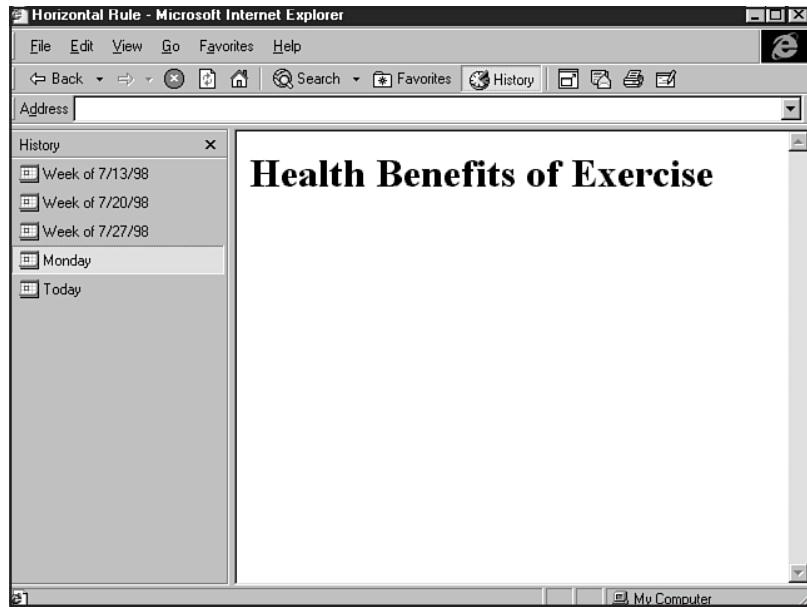 Horizontal Rule - Microsoft Internet Explorer
File Edit View Go Favorites Help
Back Search Favorites History
Address
History
Week of 7/13/98
Week of 7/20/98
Week of 7/27/98
Monday
Today
Health Benefits of Exercise
My Computer